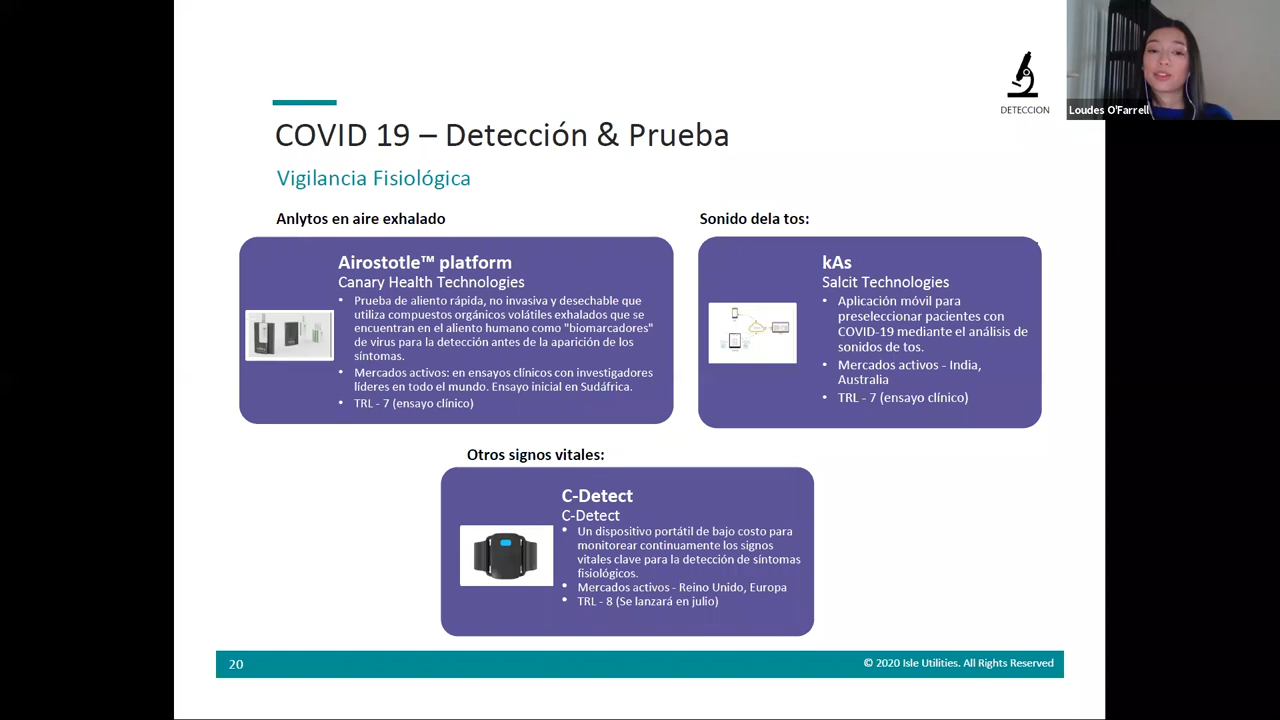 DETECCION
Loudes O'Farrell
COVID 19 – Detección & Prueba
Vigilancia Fisiológica
Anlytos en aire exhalado
Airostotle™ platform
Canary Health Technologies
• Prueba de aliento rápida, no invasiva y desechable que
utiliza compuestos orgánicos volátiles exhalados que se
encuentran en el aliento humano como "biomarcadores"
de virus para la detección antes de la aparición de los
síntomas.
• Mercados activos: en ensayos clínicos con investigadores
líderes en todo el mundo. Ensayo inicial en Sudáfrica.
• TRL - 7 (ensayo clínico)
Sonido dela tos:
kAs
Salcit Technologies
• Aplicación móvil para
preseleccionar pacientes con
COVID-19 mediante el análisis de
sonidos de tos.
• Mercados activos - India,
Australia
• TRL - 7 (ensayo clínico)
Otros signos vitales:
C-Detect
C-Detect
• Un dispositivo portátil de bajo costo para
monitorear continuamente los signos
vitales clave para la detección de síntomas
fisiológicos.
• Mercados activos - Reino Unido, Europa
• TRL - 8 (Se lanzará en julio)
20
© 2020 Isle Utilities. All Rights Reserved